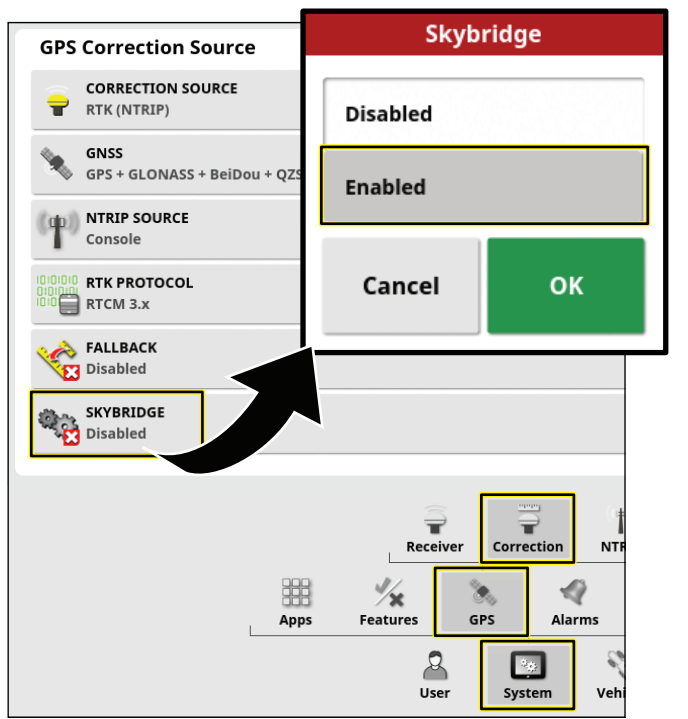 GPS Correction Source
CORRECTION SOURCE
RTK (NTRIP)
GNSS
GPS + GLONASS + BeiDou + QZS
NTRIP SOURCE
Console
RTK PROTOCOL
RTCM 3.x
FALLBACK
Disabled
SKYBRIDGE
Disabled
Skybridge
Disabled
Enabled
Cancel
OK
Receiver
Correction
NTR
Apps
Features
GPS
Alarms
User
System
Vehi